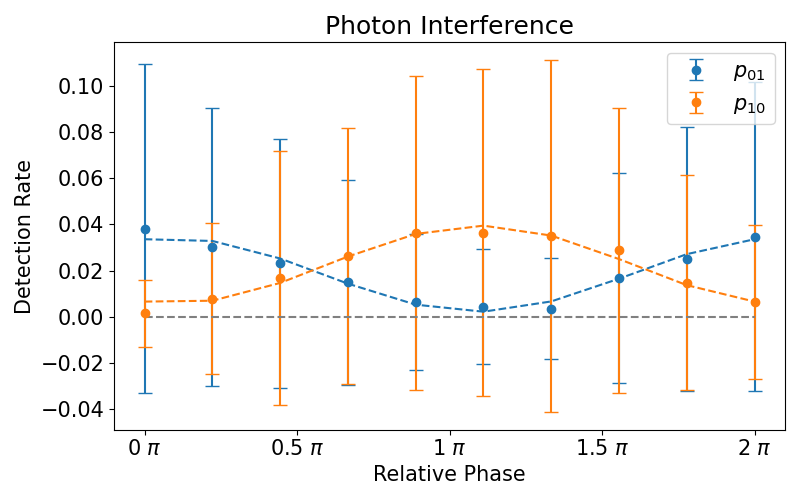 Photon Interference
p01
p10
Detection Rate
0.10
0.08
0.06
0.04
0.02
0.00
−0.02
−0.04
0 π
0.5 π
1 π
1.5 π
2 π
Relative Phase